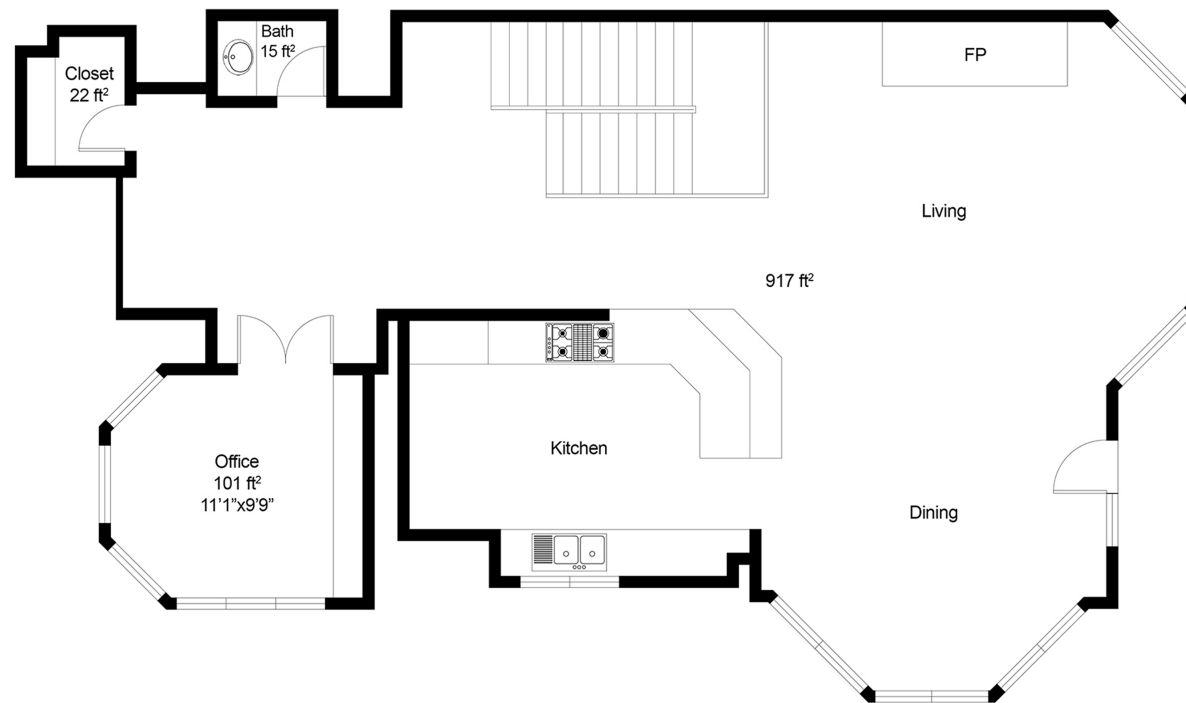 Bath
15 ft²
Closet
22 ft²
FP
Living
917 ft²
Kitchen
Office
101 ft²
11'1"x9'9"
Dining